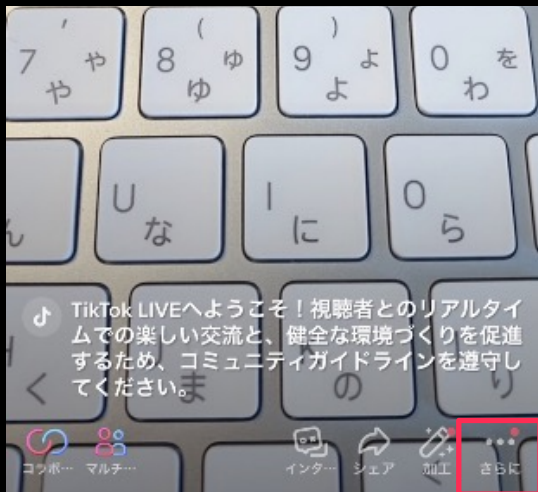 ' ( )
7 や や 8 ゆ ゆ 9 よ よ 0 を わ
U な I に O ら
TikTok LIVEへようこそ！視聴者とのリアルタイ
ムでの楽しい交流と、健全な環境づくりを促進
するため、コミュニティガイドラインを遵守し
てください。
く ま の り
コラボ… マルチ… インタ… シェア 加工 さらに